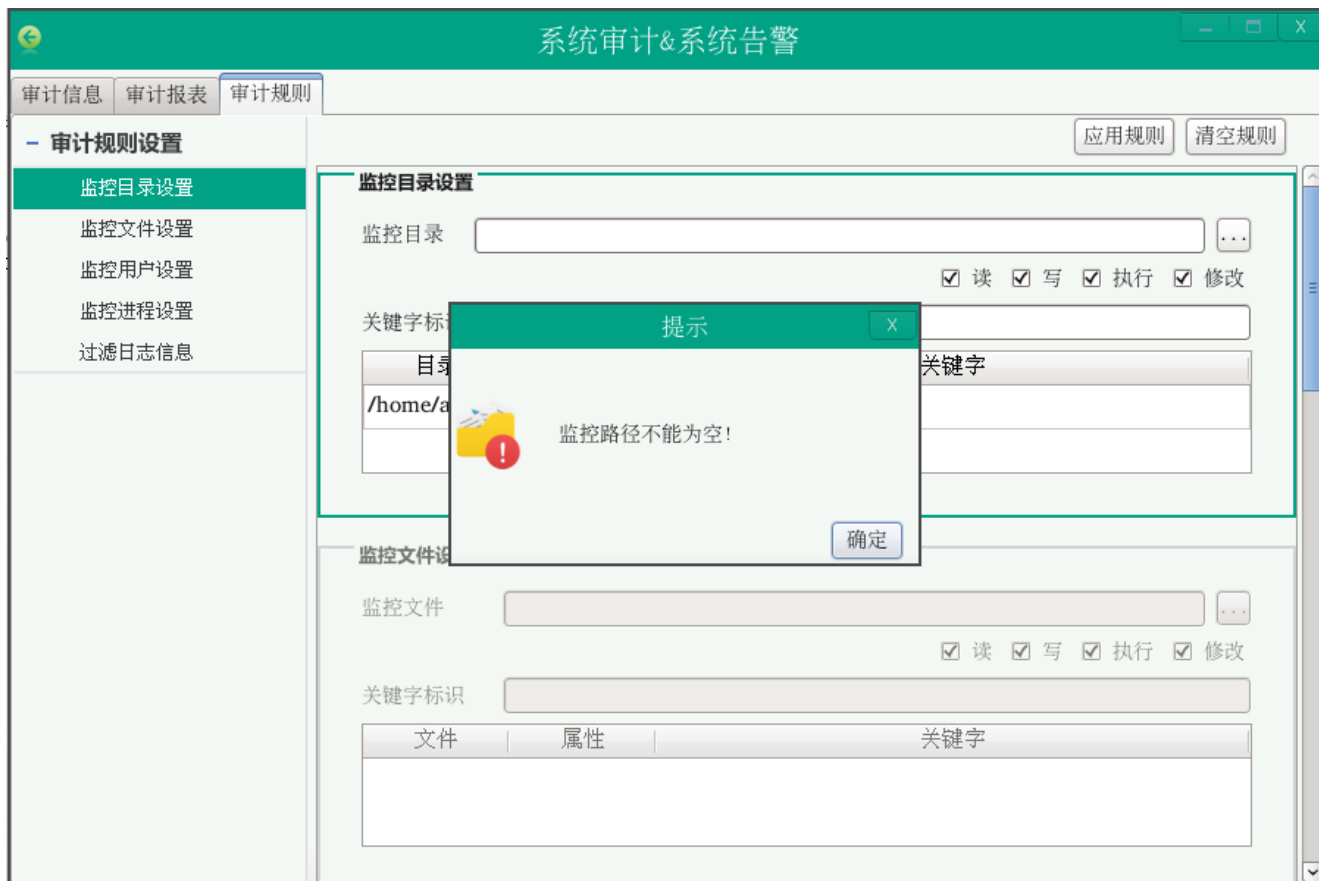 系统审计&系统告警
审计信息 审计报表 审计规则
审计规则设置
应用规则 清空规则
监控目录设置
监控文件设置
监控用户设置
监控进程设置
过滤日志信息
监控目录设置
监控目录 ...
读 写 执行 修改
关键字标
目 关键字
/home/a
提示 X
监控路径不能为空!
确定
监控文件设
监控文件 ...
读 写 执行 修改
关键字标识
文件 属性 关键字